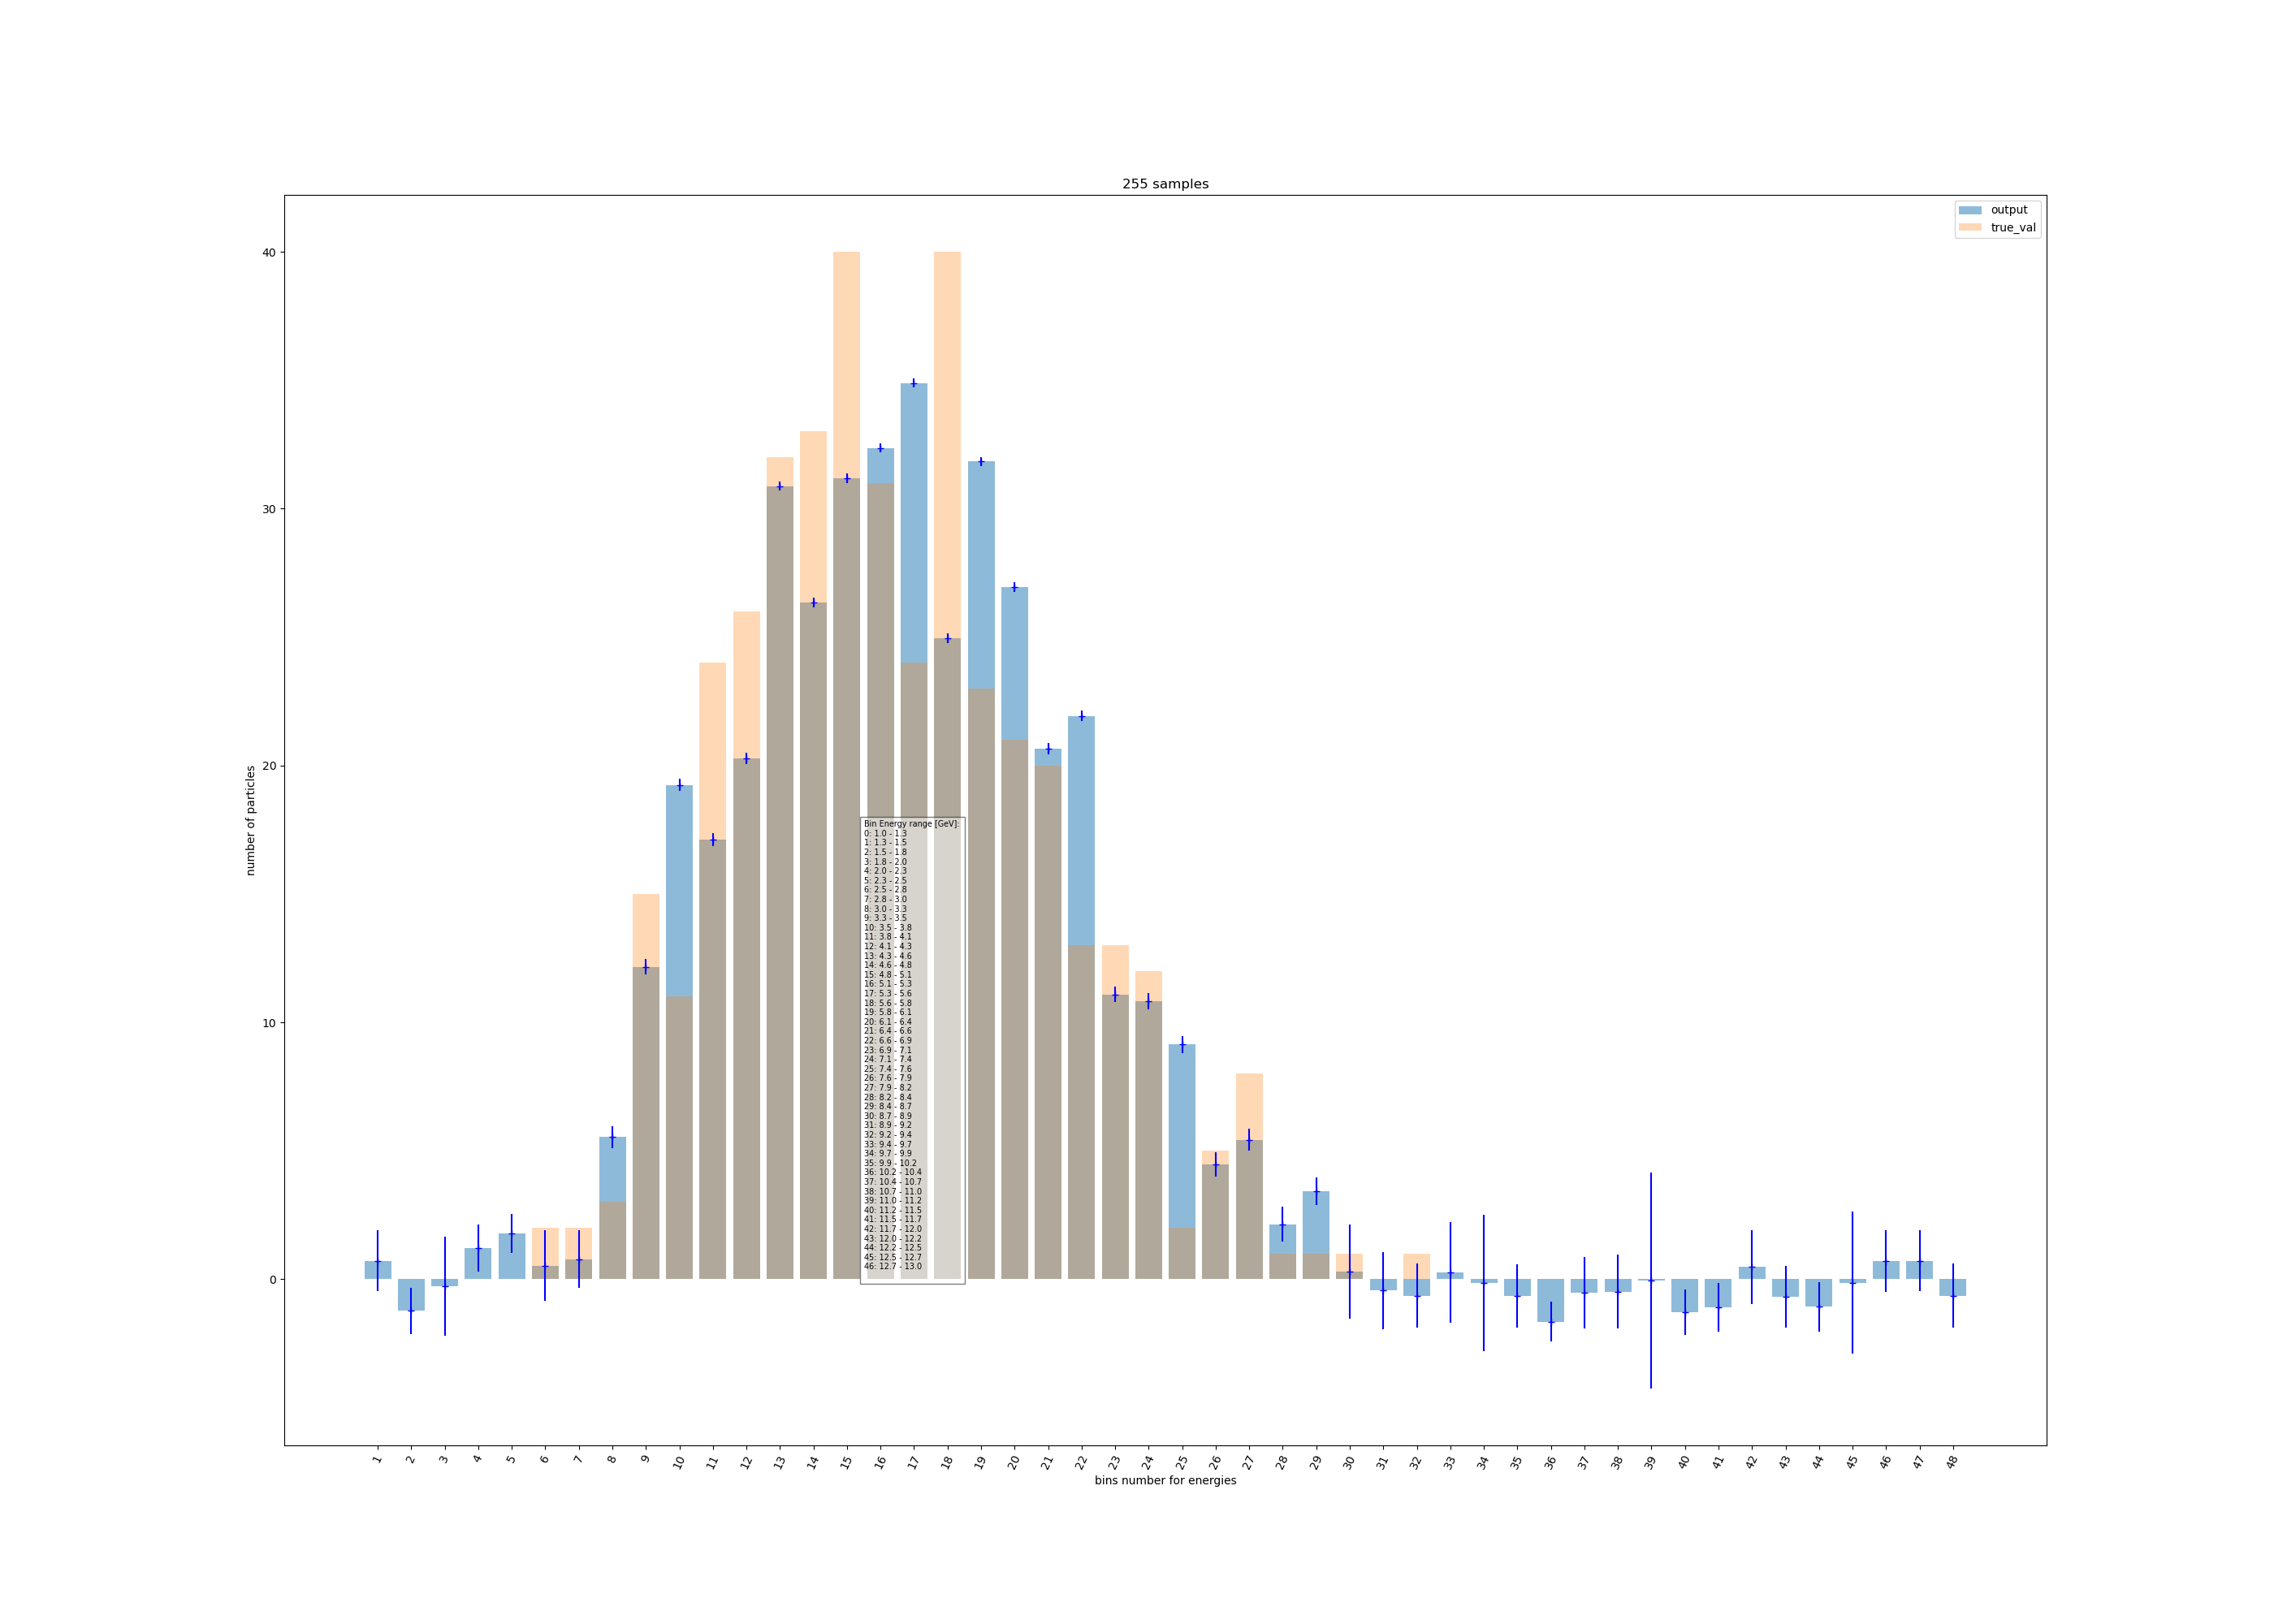 255 samples
output
true_val
40
30
20
10
0
number of particles
Bin Energy range [GeV]:
0: 1.0 - 1.3
1: 1.3 - 1.5
2: 1.5 - 1.8
3: 1.8 - 2.0
4: 2.0 - 2.3
5: 2.3 - 2.5
6: 2.5 - 2.8
7: 2.8 - 3.0
8: 3.0 - 3.3
9: 3.3 - 3.5
10: 3.5 - 3.8
11: 3.8 - 4.1
12: 4.1 - 4.3
13: 4.3 - 4.6
14: 4.6 - 4.8
15: 4.8 - 5.1
16: 5.1 - 5.3
17: 5.3 - 5.6
18: 5.6 - 5.8
19: 5.8 - 6.1
20: 6.1 - 6.4
21: 6.4 - 6.6
22: 6.6 - 6.9
23: 6.9 - 7.1
24: 7.1 - 7.4
25: 7.4 - 7.6
26: 7.6 - 7.9
27: 7.9 - 8.2
28: 8.2 - 8.4
29: 8.4 - 8.7
30: 8.7 - 8.9
31: 8.9 - 9.2
32: 9.2 - 9.4
33: 9.4 - 9.7
34: 9.7 - 9.9
35: 9.9 - 10.2
36: 10.2 - 10.4
37: 10.4 - 10.7
38: 10.7 - 11.0
39: 11.0 - 11.2
40: 11.2 - 11.5
41: 11.5 - 11.7
42: 11.7 - 12.0
43: 12.0 - 12.2
44: 12.2 - 12.5
45: 12.5 - 12.7
46: 12.7 - 13.0
1 2 3 4 5 6 7 8 9 10 11 12 13 14 15 16 17 18 19 20 21 22 23 24 25 26 27 28 29 30 31 32 33 34 35 36 37 38 39 40 41 42 43 44 45 46 47 48
bins number for energies